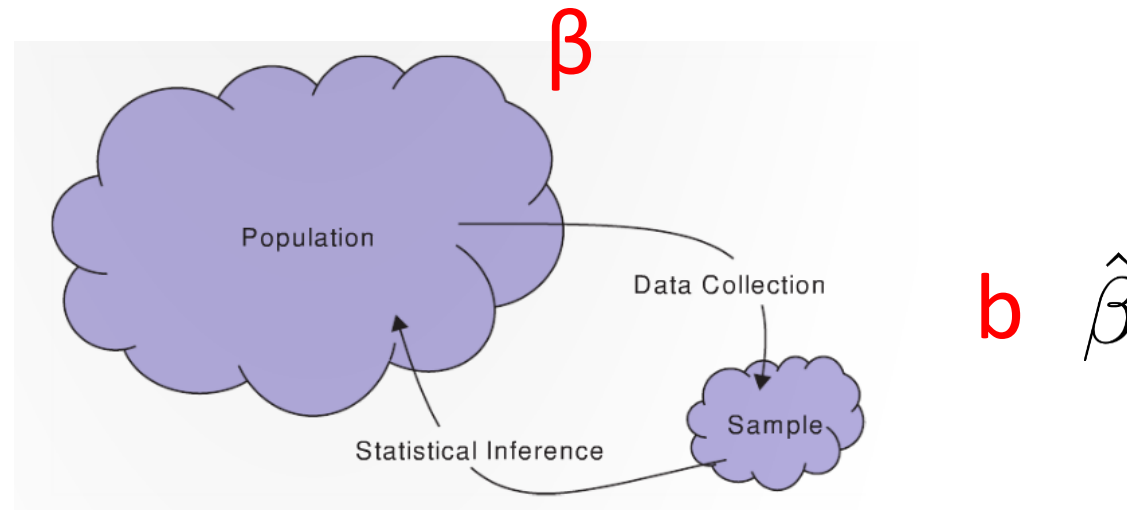 β
Population
Data Collection
b β̂
Sample
Statistical Inference